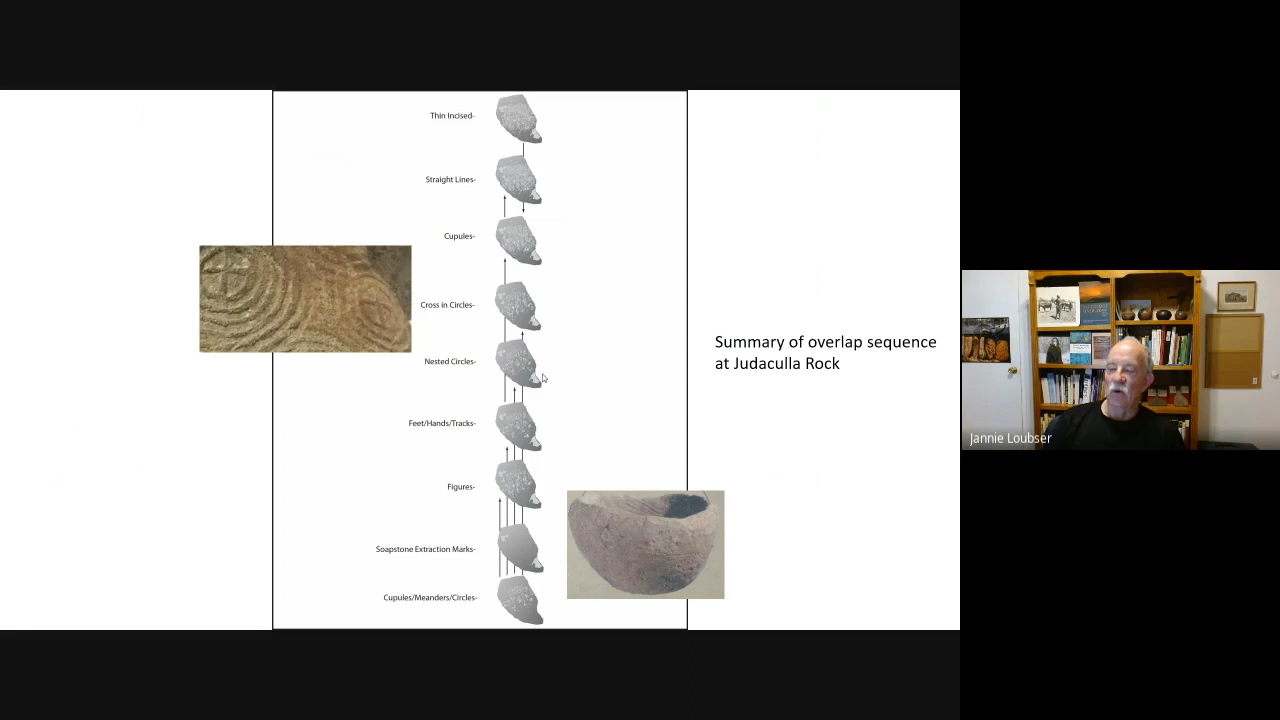 Thin Incised-
Straight Lines-
Cupules-
Cross in Circles-
Nested Circles-
Feet/Hands/Tracks-
Figures-
Soapstone Extraction Marks-
Cupules/Meanders/Circles-
Summary of overlap sequence
at Judaculla Rock
Jannie Loubser